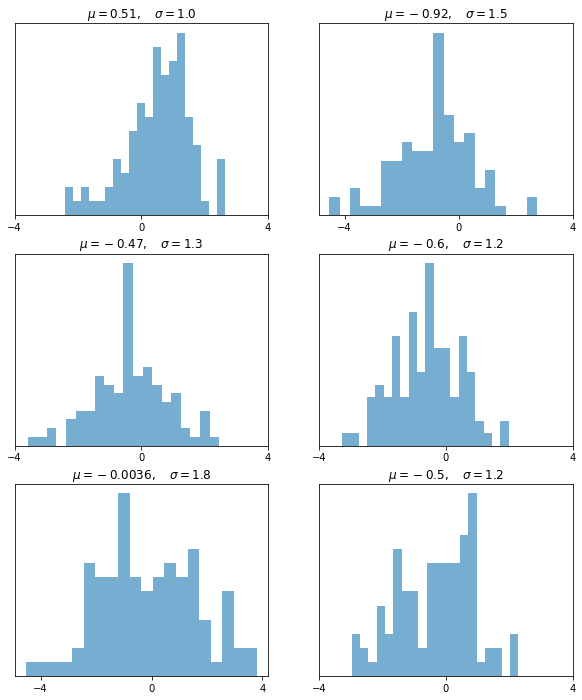 μ = 0.51, σ = 1.0
μ = −0.92, σ = 1.5
−4 0 4
−4 0 4
μ = −0.47, σ = 1.3
μ = −0.6, σ = 1.2
−4 0 4
−4 0 4
μ = −0.0036, σ = 1.8
μ = −0.5, σ = 1.2
−4 0 4
−4 0 4